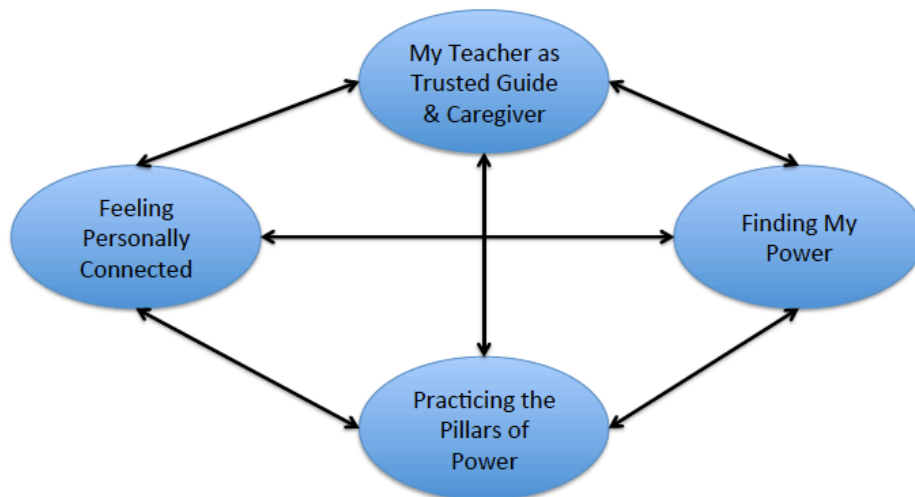 My Teacher as
Trusted Guide
& Caregiver
Feeling
Personally
Connected
Finding My
Power
Practicing the
Pillars of
Power